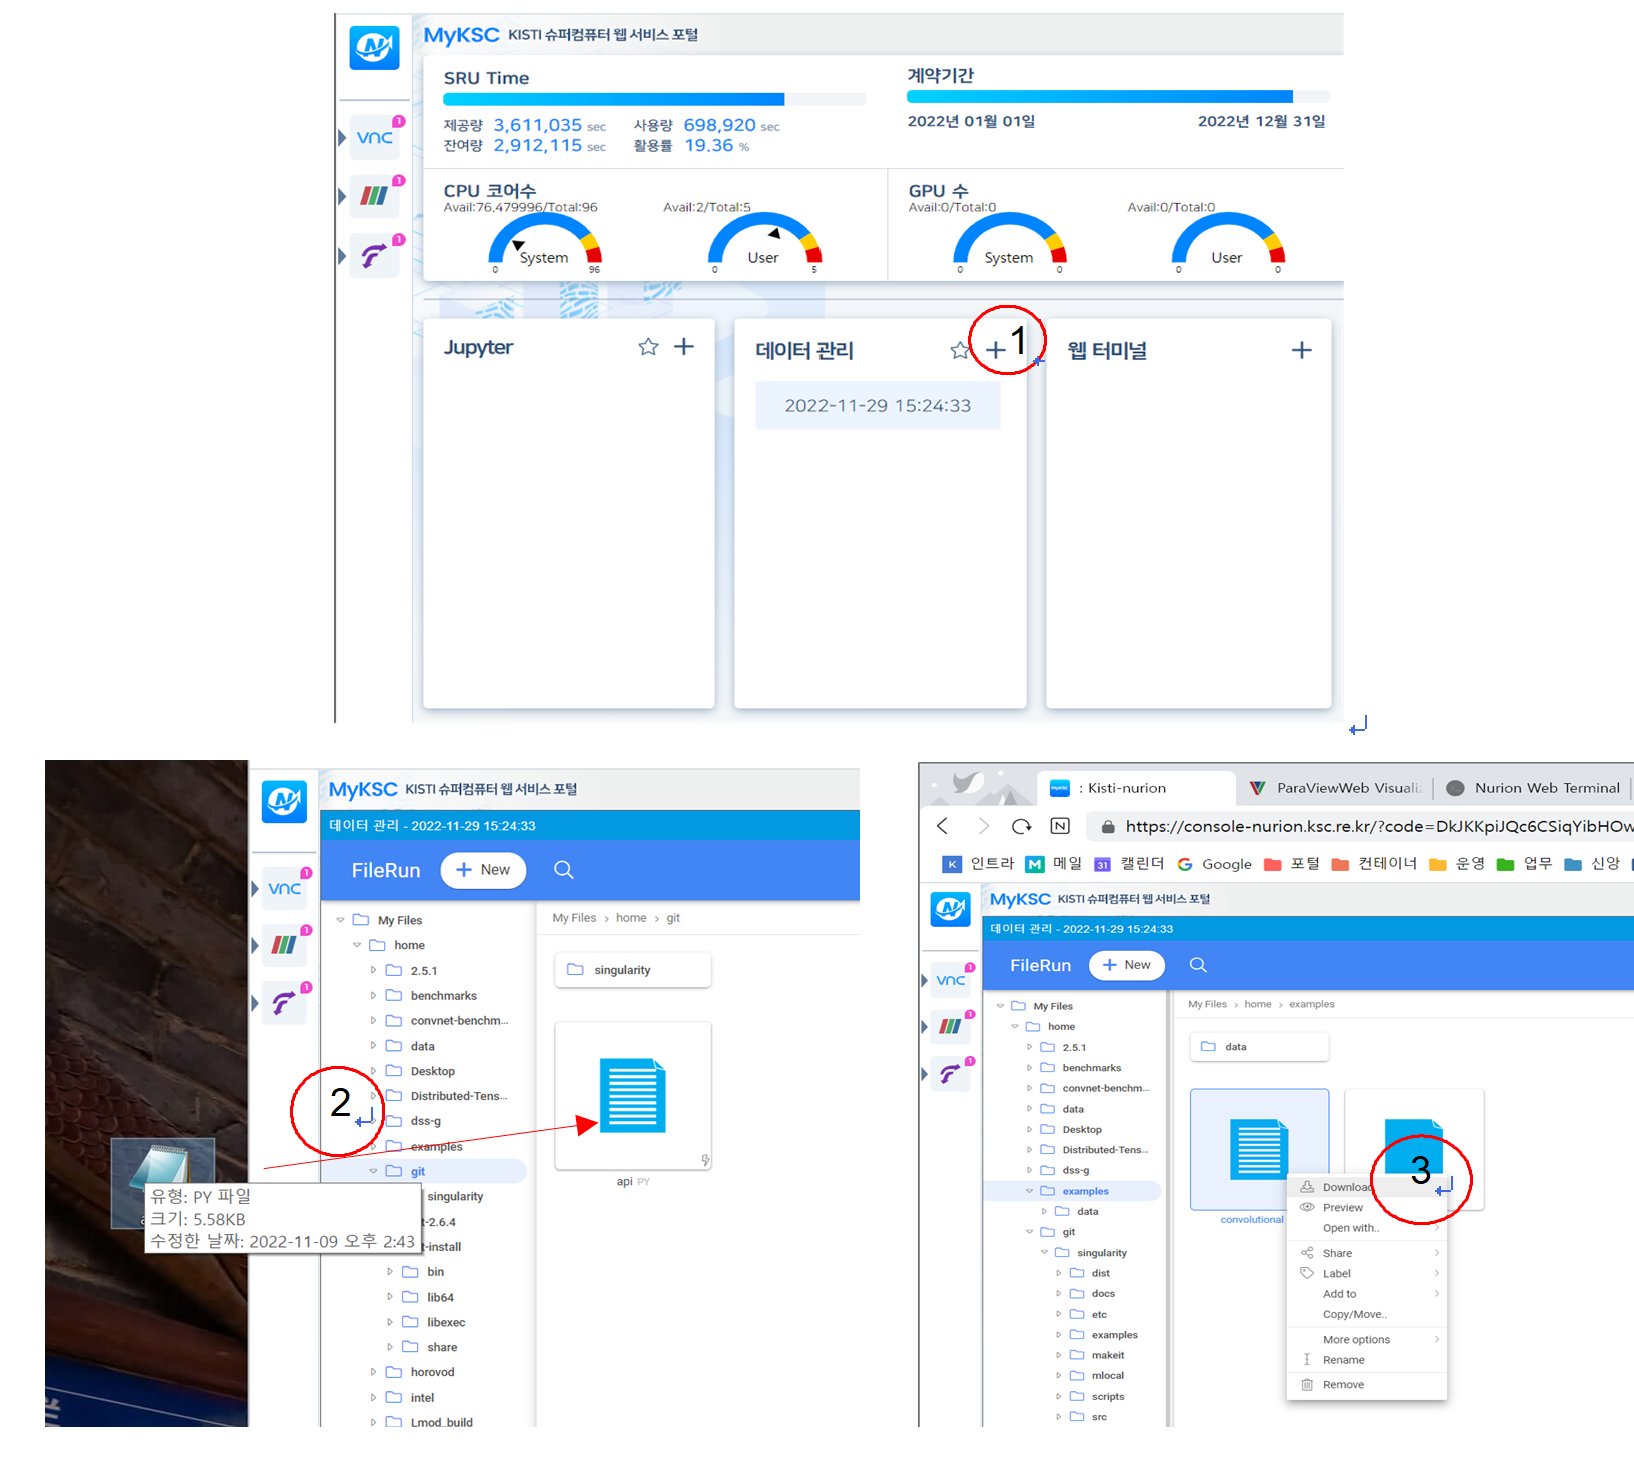 MyKSC KISTI 슈퍼컴퓨터 웹 서비스 포털
SRU Time
제공량 3,611,035 sec 사용량 698,920 sec
잔여량 2,912,115 sec 활용률 19.36 %
계약기간
2022년 01월 01일 2022년 12월 31일
vnc 1
1
1
CPU 코어수
Avail:76.479996/Total:96 Avail:2/Total:5
System User
0 96 0 5
GPU 수
Avail:0/Total:0 Avail:0/Total:0
System User
0 0 0 0
Jupyter
데이터 관리
1
2022-11-29 15:24:33
웹 터미널
MyKSC KISTI 슈퍼컴퓨터 웹 서비스 포털
데이터 관리 - 2022-11-29 15:24:33
FileRun + New
vnc 1
1
1
My Files
home
2.5.1
benchmarks
convnet-benchm...
data
Desktop
Distributed-Tens...
dss-g
examples
git
singularity
t-2.6.4
t-install
bin
lib64
libexec
share
horovod
intel
Lmod_build
2
유형: PY 파일
크기: 5.58KB
수정한 날짜: 2022-11-09 오후 2:43
My Files > home > git
singularity
api PY
: Kisti-nurion
ParaViewWeb Visuali
Nurion Web Terminal
N https://console-nurion.ksc.re.kr/?code=DkJKKpiJQc6CSiqYibHOw
K 인트라 M 메일 31 캘린더 G Google 포털 컨테이너 운영 업무 신앙
MyKSC KISTI 슈퍼컴퓨터 웹 서비스 포털
데이터 관리 - 2022-11-29 15:24:33
FileRun + New
vnc 1
1
1
My Files
home
2.5.1
benchmarks
convnet-benchm...
data
Desktop
Distributed-Tens...
dss-g
examples
data
git
singularity
dist
docs
etc
examples
makeit
mlocal
scripts
src
My Files > home > examples
data
convolutional
3
Download
Preview
Open with..
Share
Label
Add to
Copy/Move..
More options
Rename
Remove